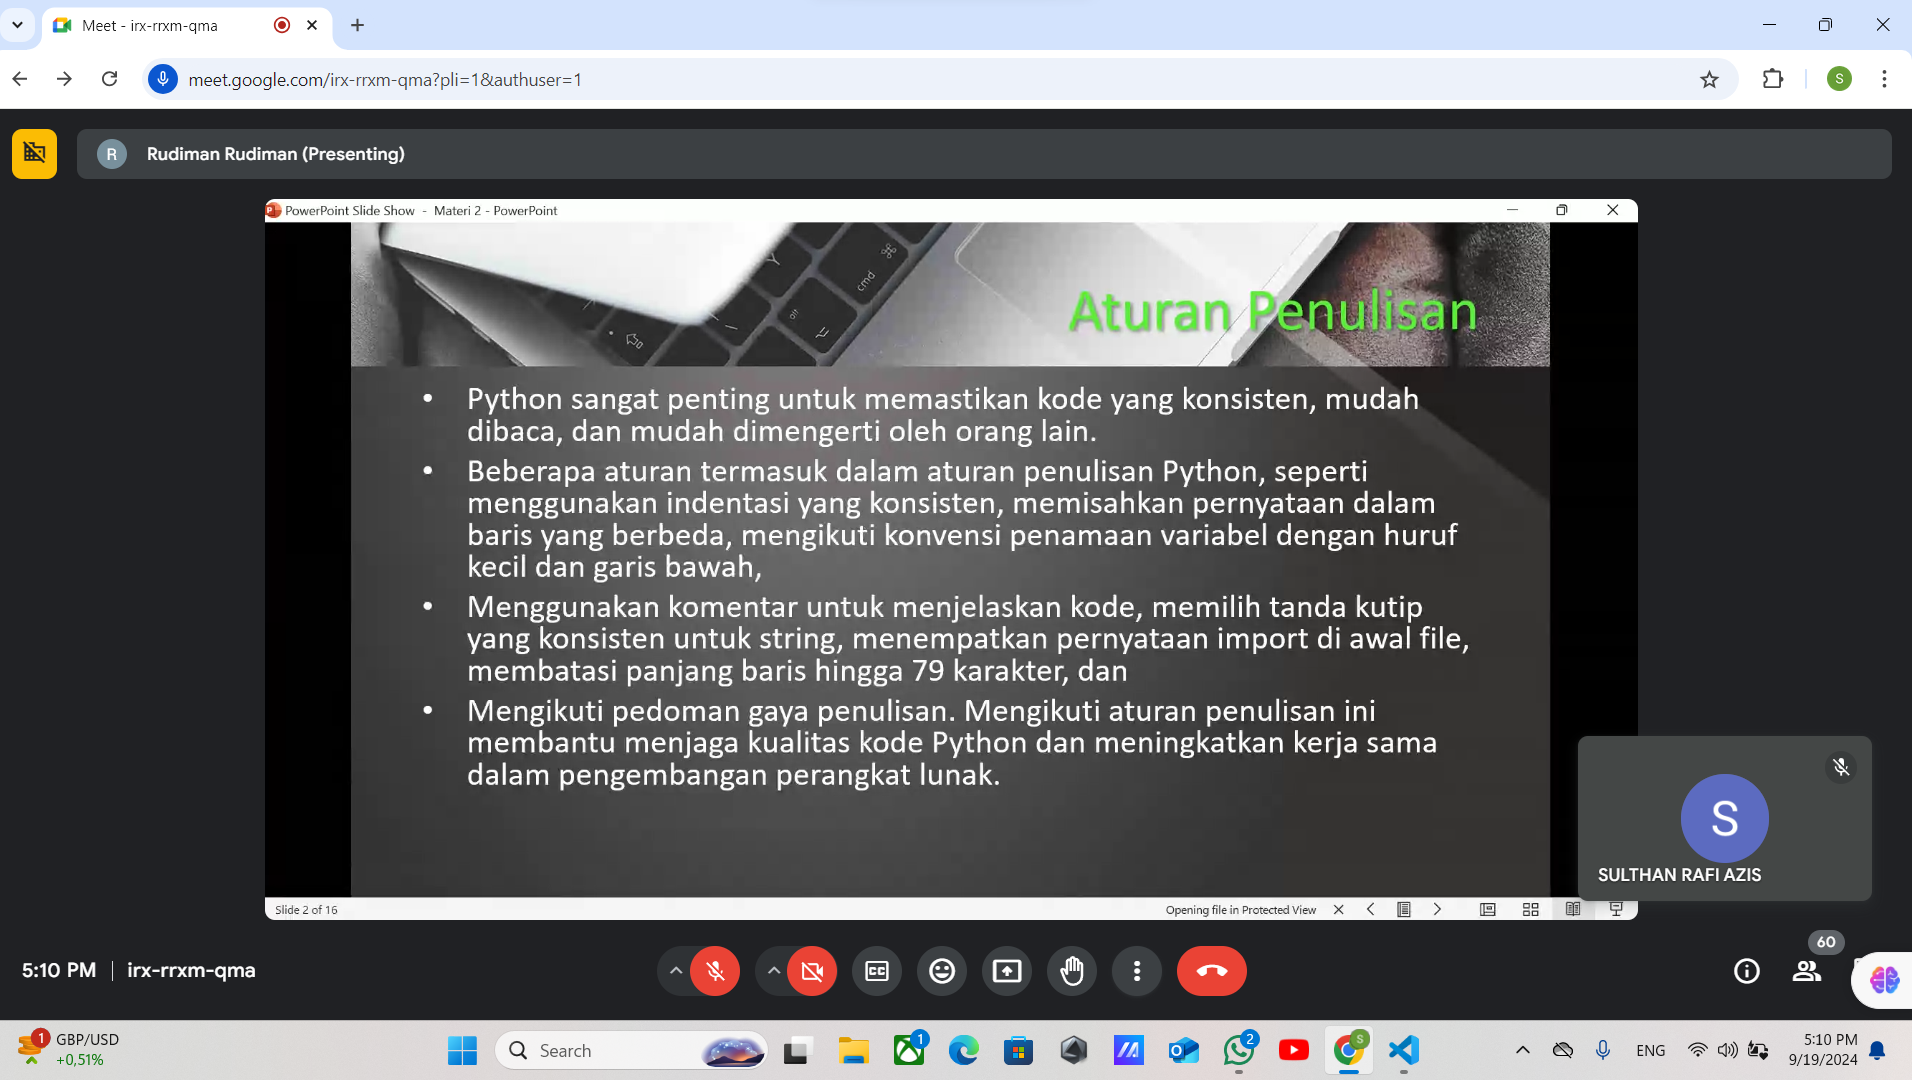 Meet - irx-rrxm-qma
meet.google.com/irx-rrxm-qma?pli=1&authuser=1
S
R
Rudiman Rudiman (Presenting)
PowerPoint Slide Show - Materi 2 - PowerPoint
cmd
alt
Aturan Penulisan
• Python sangat penting untuk memastikan kode yang konsisten, mudah
dibaca, dan mudah dimengerti oleh orang lain.
• Beberapa aturan termasuk dalam aturan penulisan Python, seperti
menggunakan indentasi yang konsisten, memisahkan pernyataan dalam
baris yang berbeda, mengikuti konvensi penamaan variabel dengan huruf
kecil dan garis bawah,
• Menggunakan komentar untuk menjelaskan kode, memilih tanda kutip
yang konsisten untuk string, menempatkan pernyataan import di awal file,
membatasi panjang baris hingga 79 karakter, dan
• Mengikuti pedoman gaya penulisan. Mengikuti aturan penulisan ini
membantu menjaga kualitas kode Python dan meningkatkan kerja sama
dalam pengembangan perangkat lunak.
S
SULTHAN RAFI AZIS
Slide 2 of 16
Opening file in Protected View
5:10 PM | irx-rrxm-qma
CC
60
1
GBP/USD
+0,51%
Search
1
2
S
ENG
5:10 PM
9/19/2024